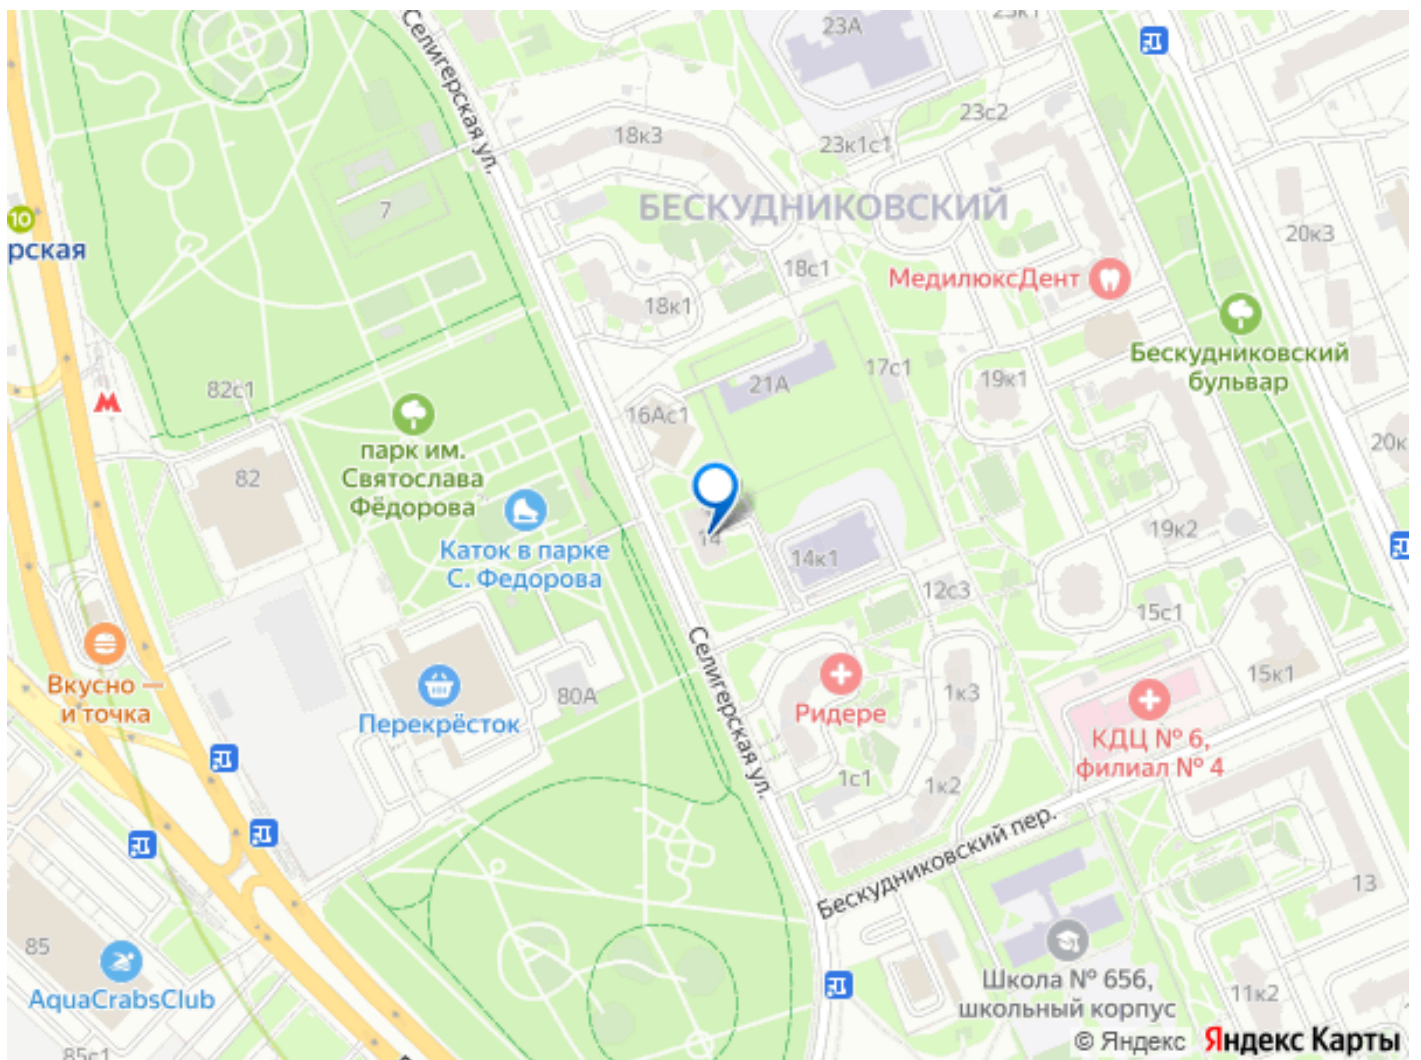 Селигерская ул.
23А
23к1
23с2
23к1с1
18к3
БЕСКУДНИКОВСКИЙ
7
10
рская
18с1
МедилюксДент
20к3
18к1
Бескудниковский
бульвар
82с1
21А
17с1
19к1
16Ас1
парк им.
Святослава
Фёдорова
82
20к
Каток в парке
С. Федорова
14
14к1
19к2
12с3
15с1
Селигерская ул.
Вкусно —
и точка
Перекрёсток
80А
Ридере
1к3
15к1
КДЦ № 6,
филиал № 4
1с1
1к2
Бескудниковский пер.
13
85
AquaCrabsClub
Школа № 656,
школьный корпус
11к2
85с1
© Яндекс Яндекс Карты